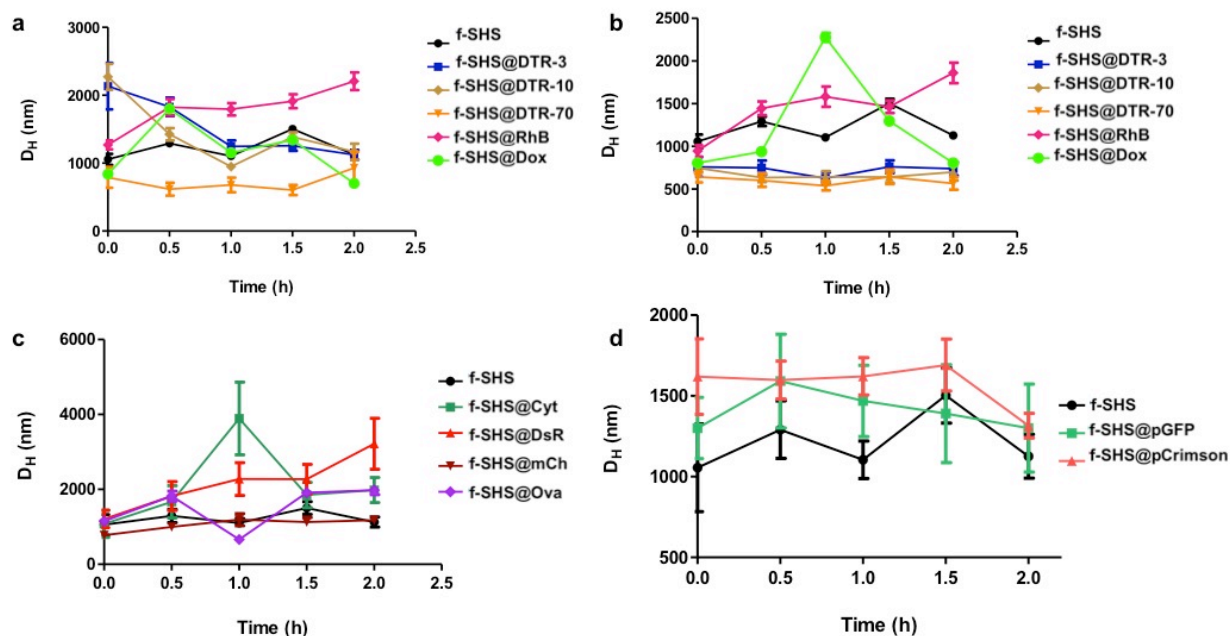 a
3000
2000
1000
0
D_H (nm)
0.0 0.5 1.0 1.5 2.0 2.5
Time (h)
f-SHS
f-SHS@DTR-3
f-SHS@DTR-10
f-SHS@DTR-70
f-SHS@RhB
f-SHS@Dox
b
2500
2000
1500
1000
500
0
D_H (nm)
0.0 0.5 1.0 1.5 2.0 2.5
Time (h)
f-SHS
f-SHS@DTR-3
f-SHS@DTR-10
f-SHS@DTR-70
f-SHS@RhB
f-SHS@Dox
c
6000
4000
2000
0
D_H (nm)
0.0 0.5 1.0 1.5 2.0 2.5
Time (h)
f-SHS
f-SHS@Cyt
f-SHS@DsR
f-SHS@mCh
f-SHS@Ova
d
2000
1500
1000
500
D_H (nm)
0.0 0.5 1.0 1.5 2.0
Time (h)
f-SHS
f-SHS@pGFP
f-SHS@pCrimson